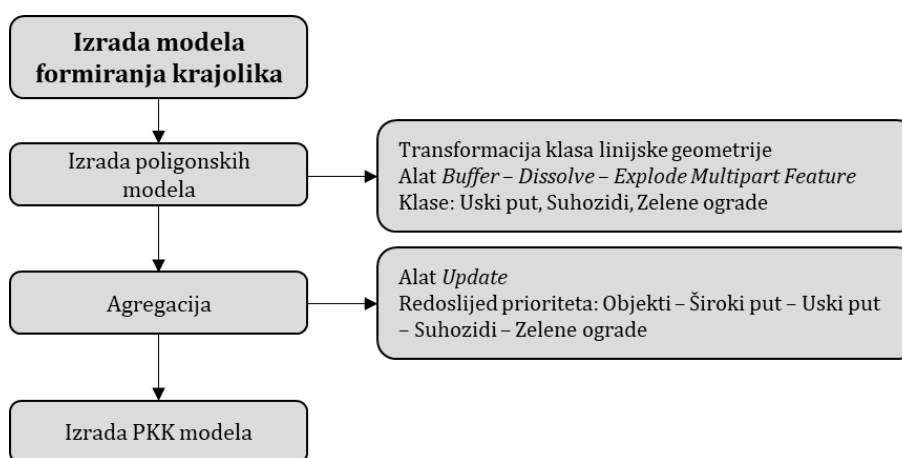 Izrada modela
formiranja krajolika
Izrada poligonskih
modela
Transformacija klasa linijske geometrije
Alat Buffer – Dissolve – Explode Multipart Feature
Klase: Uski put, Suhozidi, Zelene ograde
Agregacija
Alat Update
Redoslijed prioriteta: Objekti – Široki put – Uski put
– Suhozidi – Zelene ograde
Izrada PKK modela